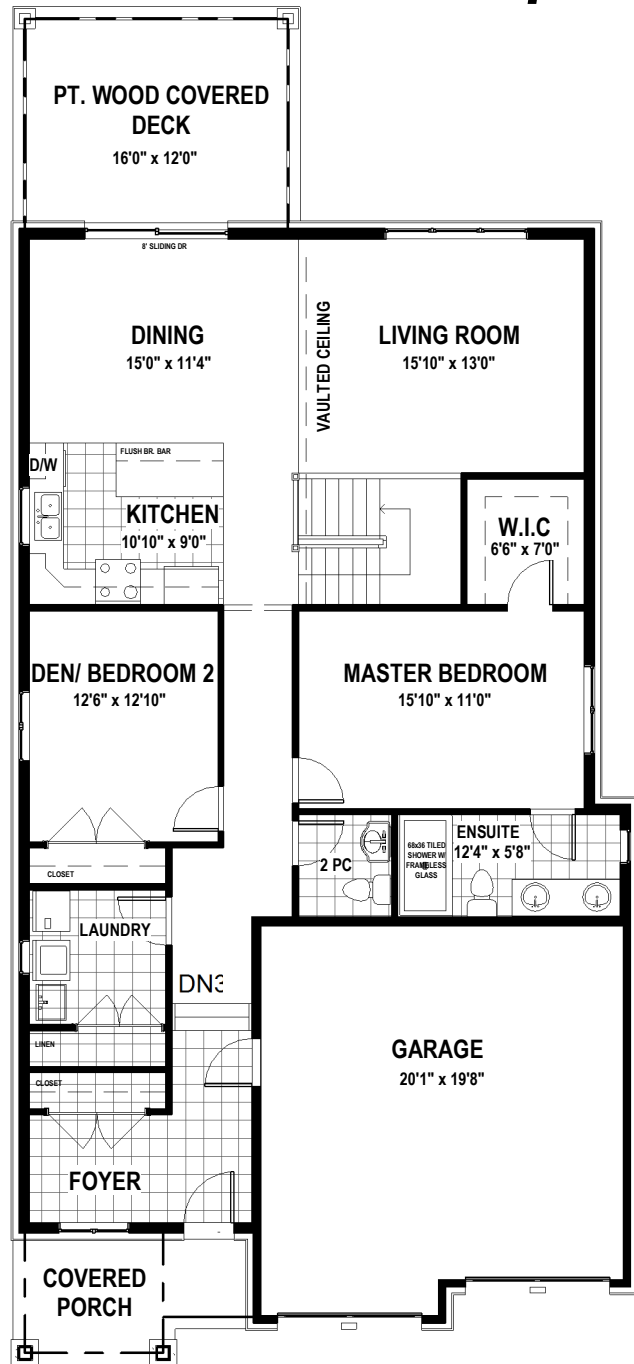 PT. WOOD COVERED
DECK
16'0" x 12'0"
8' SLIDING DR
DINING
15'0" x 11'4"
VAULTED CEILING
LIVING ROOM
15'10" x 13'0"
D/W
FLUSH BR. BAR
KITCHEN
10'10" x 9'0"
W.I.C
6'6" x 7'0"
DEN/ BEDROOM 2
12'6" x 12'10"
MASTER BEDROOM
15'10" x 11'0"
CLOSET
2 PC
68x36 TILED
SHOWER W/
FRAMELESS
GLASS
ENSUITE
12'4" x 5'8"
LAUNDRY
DN3
LINEN
CLOSET
GARAGE
20'1" x 19'8"
FOYER
COVERED
PORCH